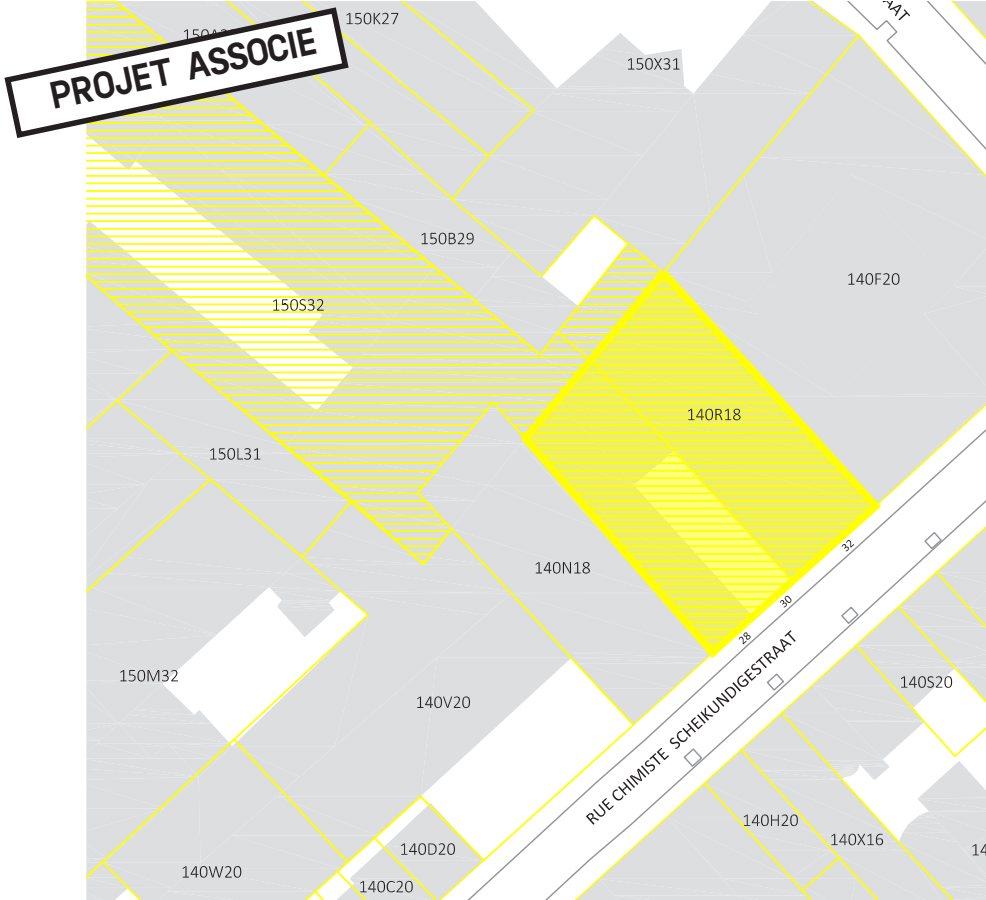 150K27
PROJET ASSOCIE
150X31
150B29
140F20
150S32
140R18
150L31
140N18
32
30
28
150M32
140V20
RUE CHIMISTE SCHEIKUNDIGESTRAAT
140S20
140H20
140X16
140D20
140W20
140C20